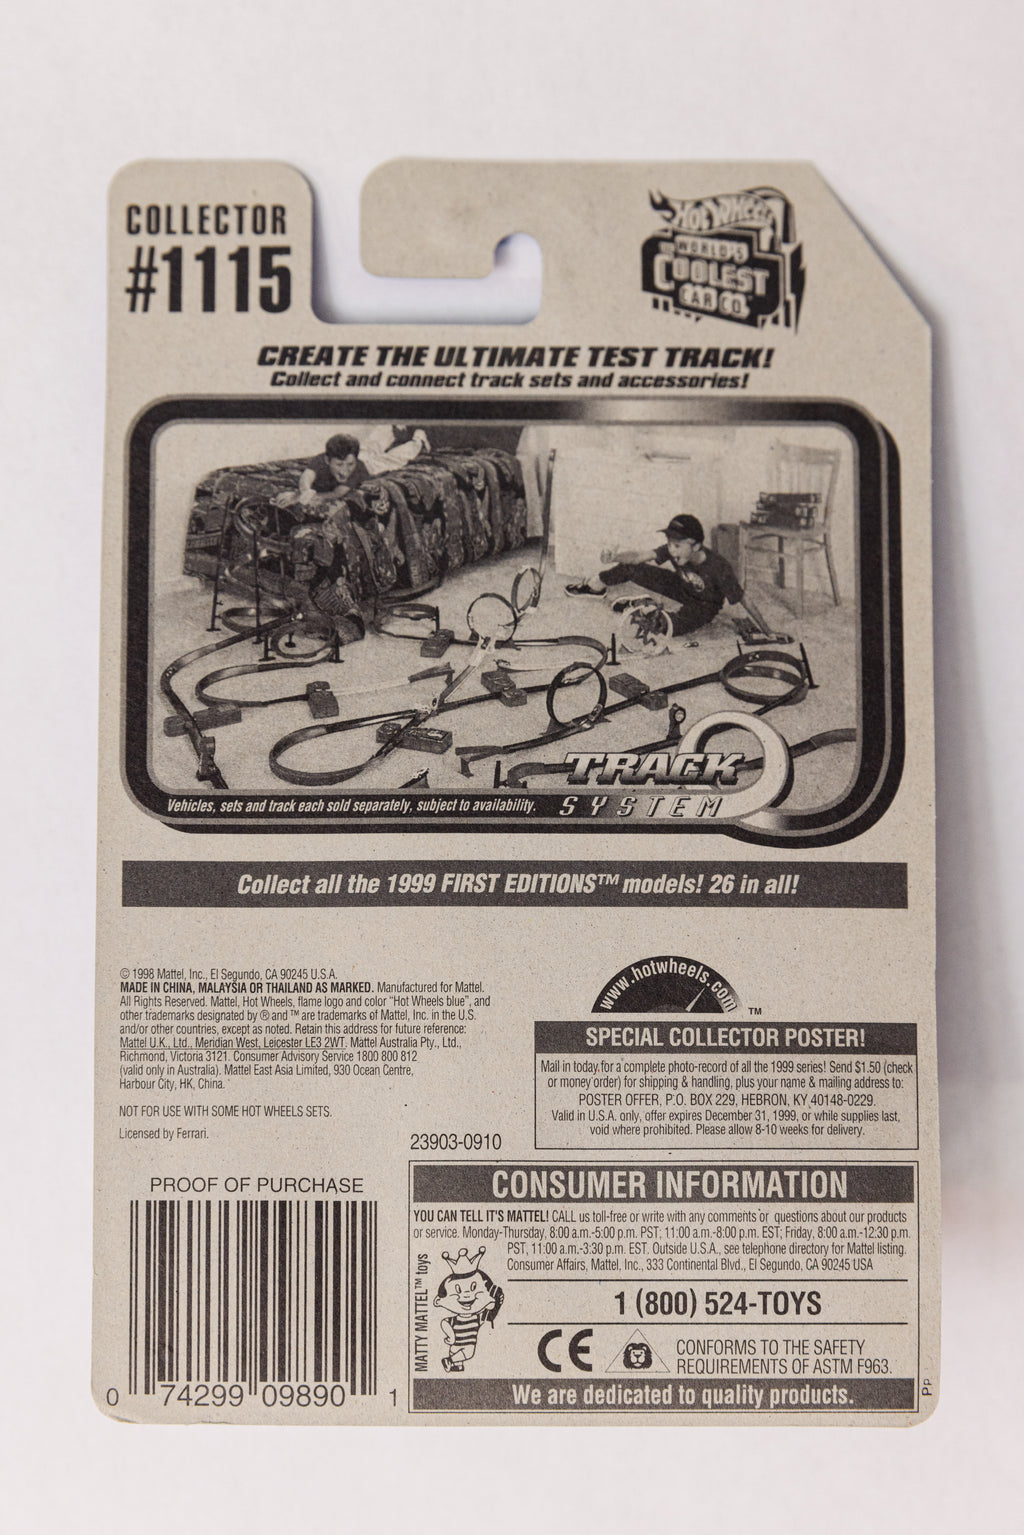 COLLECTOR
#1115
HOT WHEELS
WORLD'S
COOLEST
CAR CO.
CREATE THE ULTIMATE TEST TRACK!
Collect and connect track sets and accessories!
TRACK
SYSTEM
Vehicles, sets and track each sold separately, subject to availability.
Collect all the 1999 FIRST EDITIONS™ models! 26 in all!
© 1998 Mattel, Inc., El Segundo, CA 90245 U.S.A.
MADE IN CHINA, MALAYSIA OR THAILAND AS MARKED. Manufactured for Mattel.
All Rights Reserved. Mattel, Hot Wheels, flame logo and color "Hot Wheels blue", and
other trademarks designated by ® and ™ are trademarks of Mattel, Inc. in the U.S.
and/or other countries, except as noted. Retain this address for future reference:
Mattel U.K., Ltd., Meridian West, Leicester LE3 2WT. Mattel Australia Pty., Ltd.,
Richmond, Victoria 3121. Consumer Advisory Service 1800 800 812
(valid only in Australia). Mattel East Asia Limited, 930 Ocean Centre,
Harbour City, HK, China.
NOT FOR USE WITH SOME HOT WHEELS SETS.
Licensed by Ferrari.
23903-0910
www.hotwheels.com
™
SPECIAL COLLECTOR POSTER!
Mail in today for a complete photo-record of all the 1999 series! Send $1.50 (check
or money order) for shipping & handling, plus your name & mailing address to:
POSTER OFFER, P.O. BOX 229, HEBRON, KY 40148-0229.
Valid in U.S.A. only, offer expires December 31, 1999, or while supplies last,
void where prohibited. Please allow 8-10 weeks for delivery.
PROOF OF PURCHASE
0 74299 09890 1
CONSUMER INFORMATION
YOU CAN TELL IT'S MATTEL! CALL us toll-free or write with any comments or questions about our products
or service. Monday-Thursday, 8:00 a.m.-5:00 p.m. PST, 11:00 a.m.-8:00 p.m. EST; Friday, 8:00 a.m.-12:30 p.m.
PST, 11:00 a.m.-3:30 p.m. EST. Outside U.S.A., see telephone directory for Mattel listing.
Consumer Affairs, Mattel, Inc., 333 Continental Blvd., El Segundo, CA 90245 USA
MATTY MATTEL™ toys
1 (800) 524-TOYS
CE
CONFORMS TO THE SAFETY
REQUIREMENTS OF ASTM F963.
We are dedicated to quality products.
PP